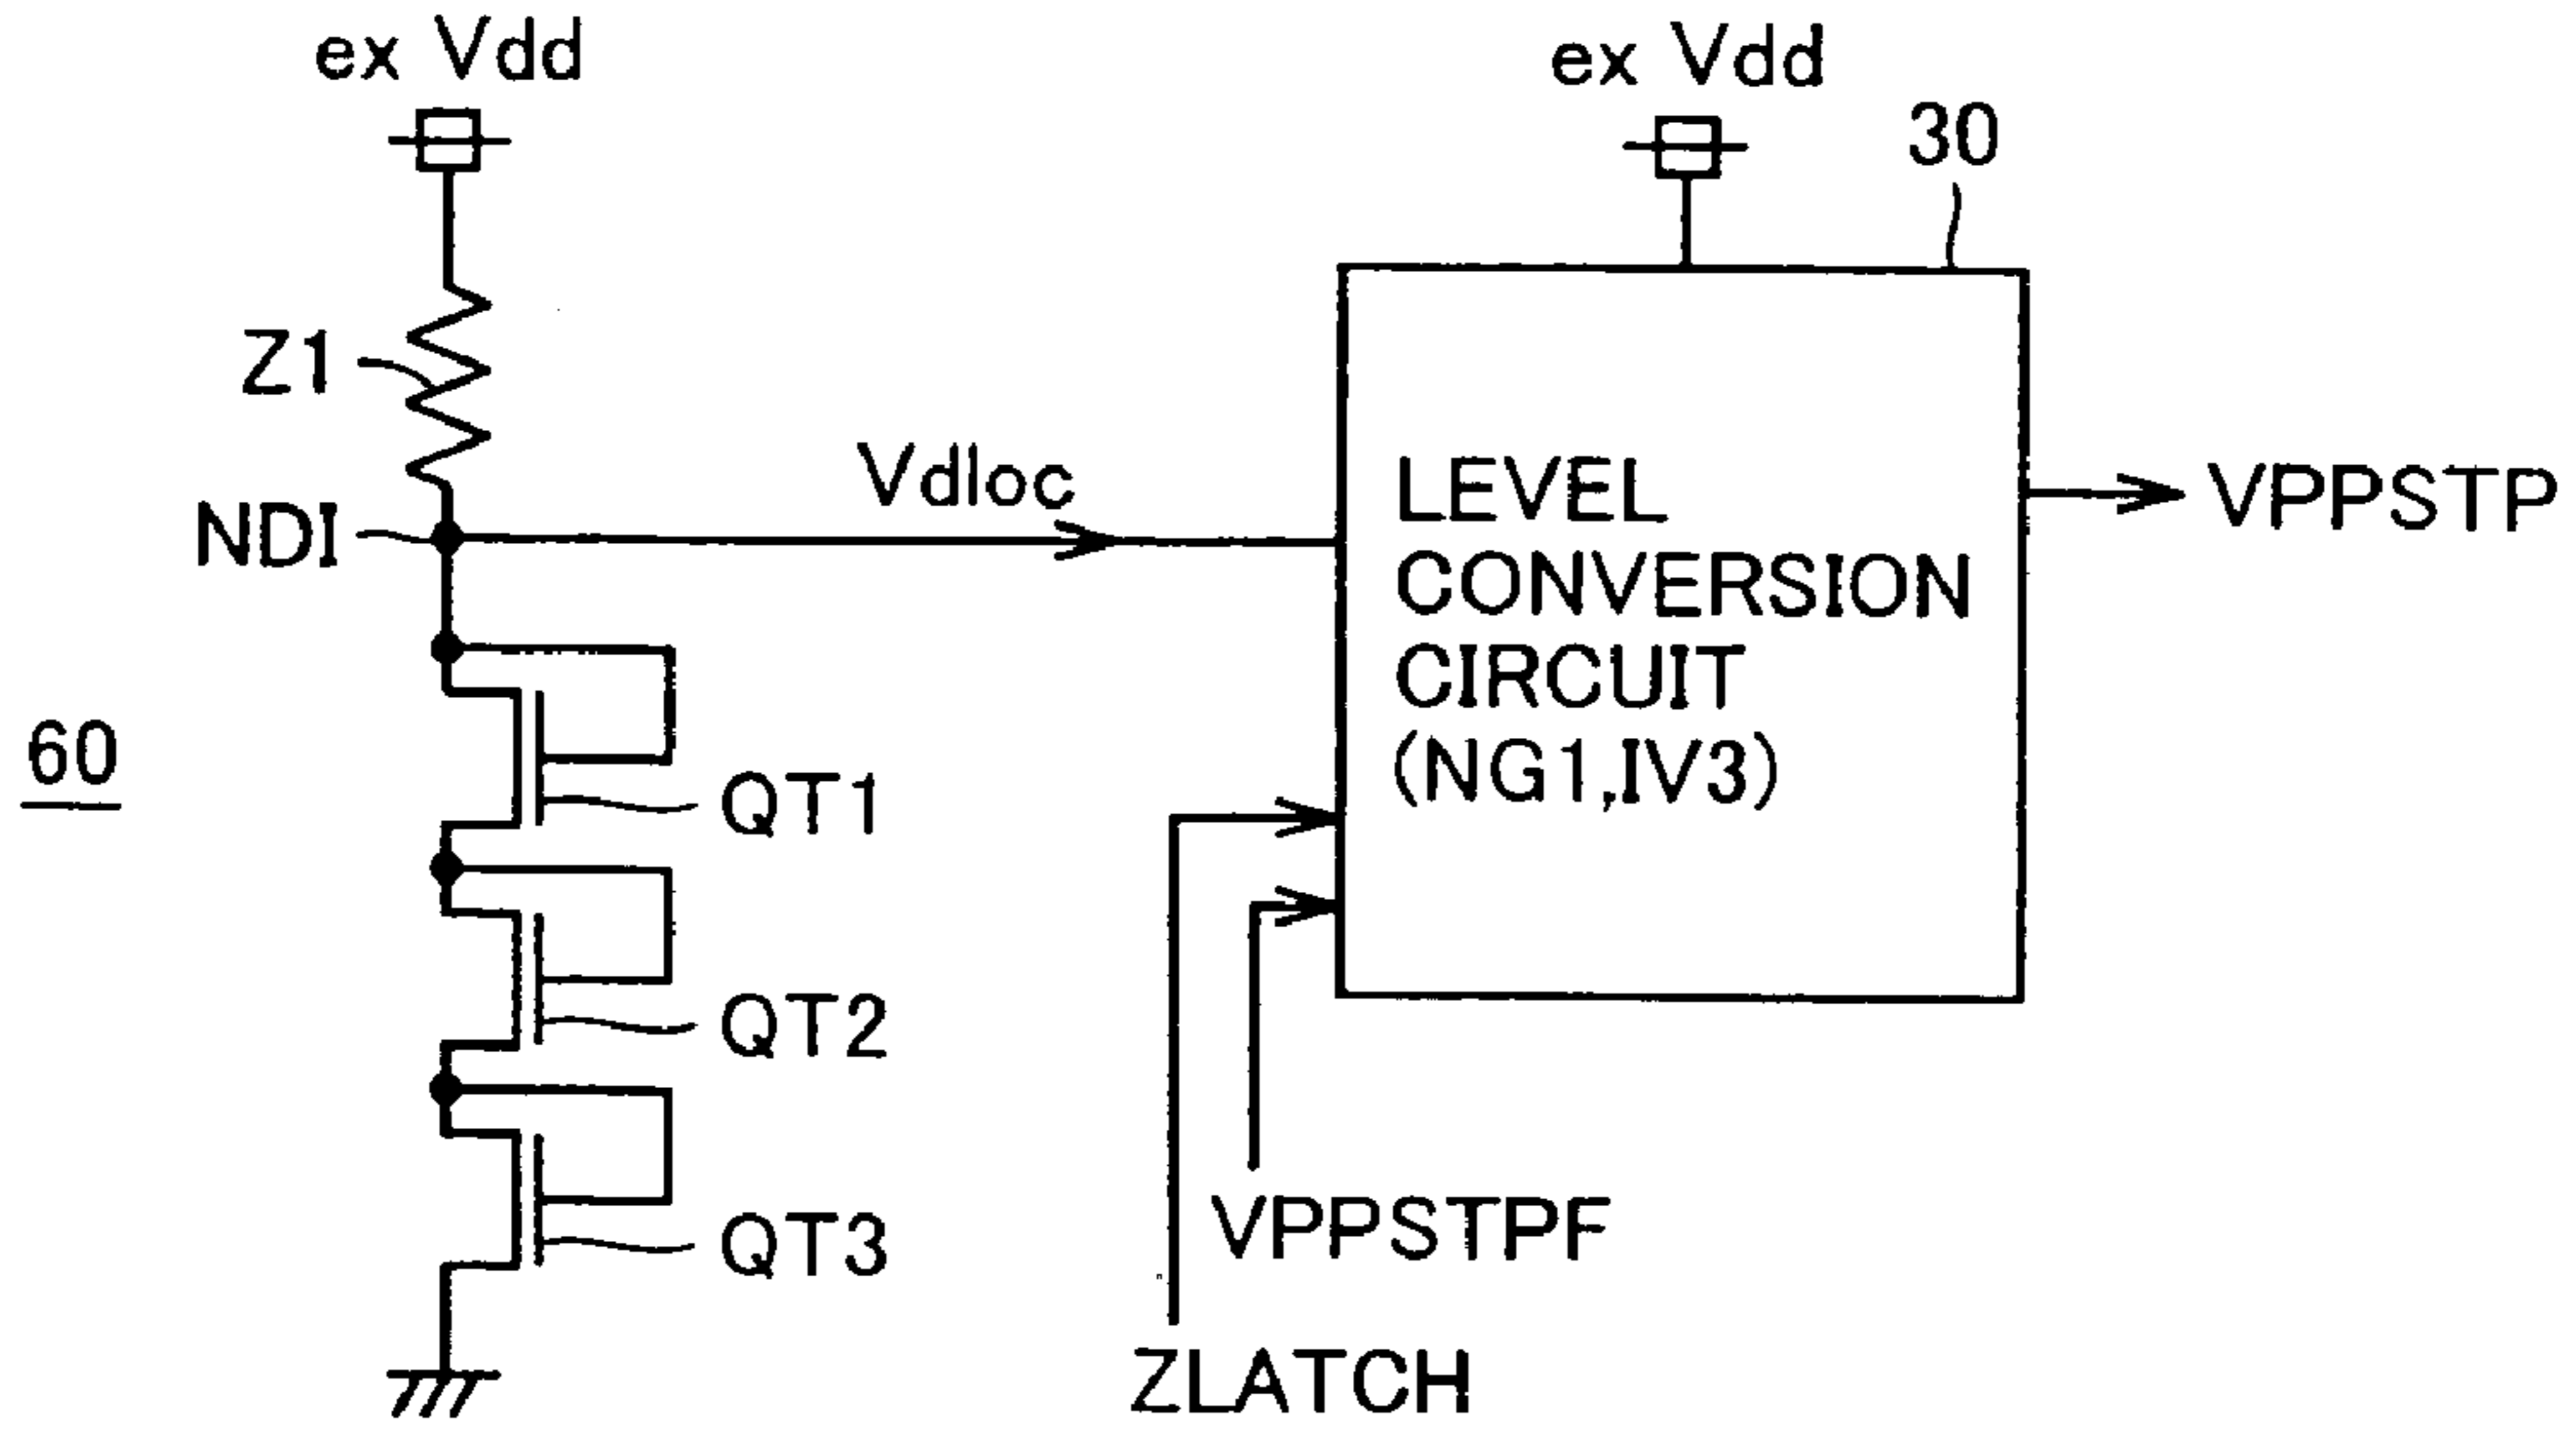 ex Vdd
ex Vdd
30
Z1
Vdloc
NDI
LEVEL
CONVERSION
CIRCUIT
(NG1,IV3)
VPPSTP
60
QT1
QT2
QT3
VPPSTPF
ZLATCH